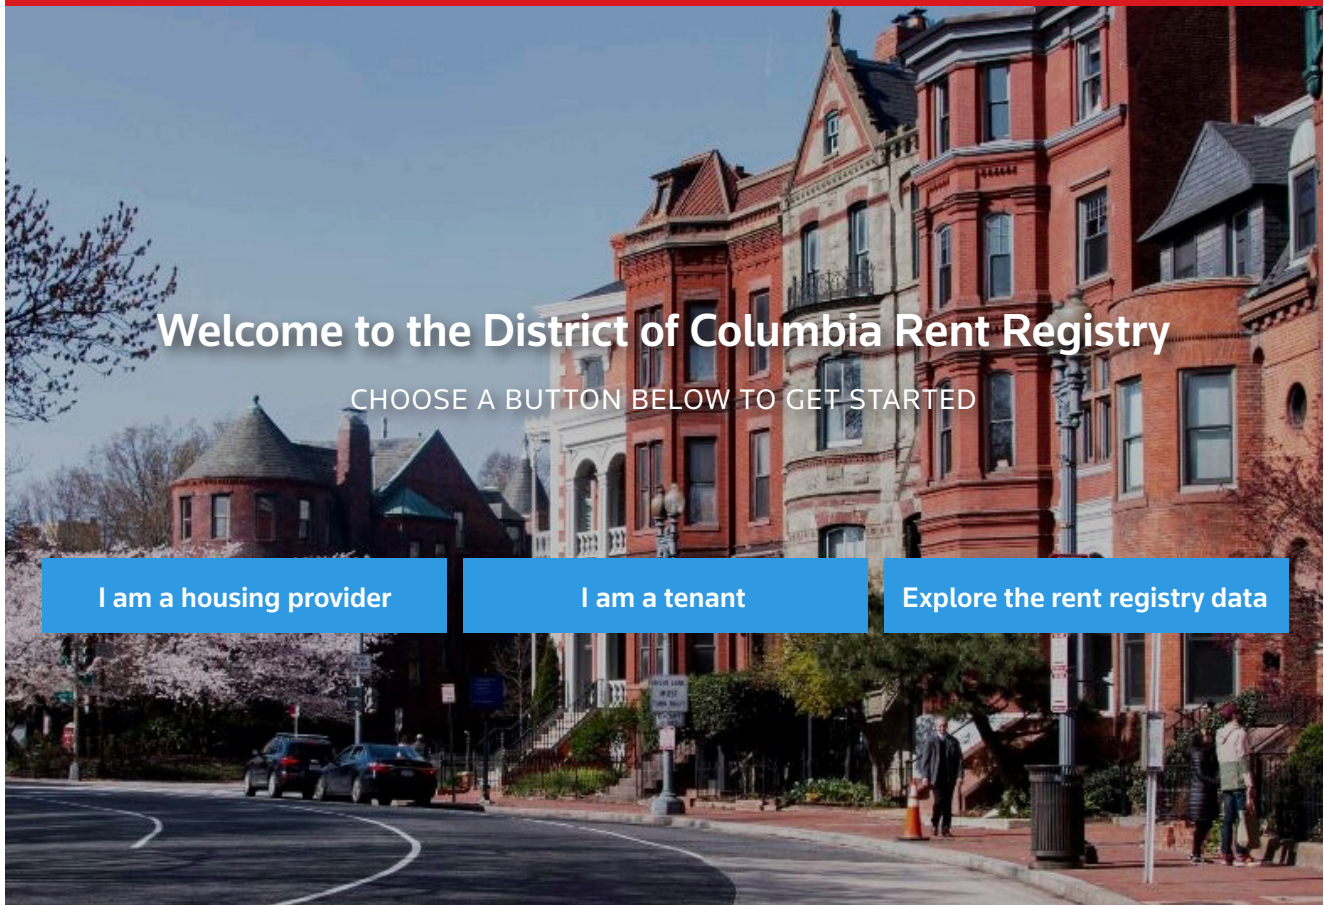 Welcome to the District of Columbia Rent Registry
CHOOSE A BUTTON BELOW TO GET STARTED
I am a housing provider
I am a tenant
Explore the rent registry data
MUST